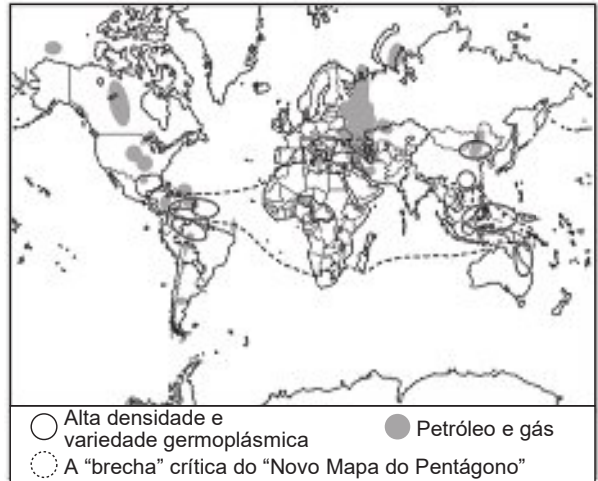 Alta densidade e
variedade germoplásmica
Petróleo e gás
A “brecha” crítica do “Novo Mapa do Pentágono”